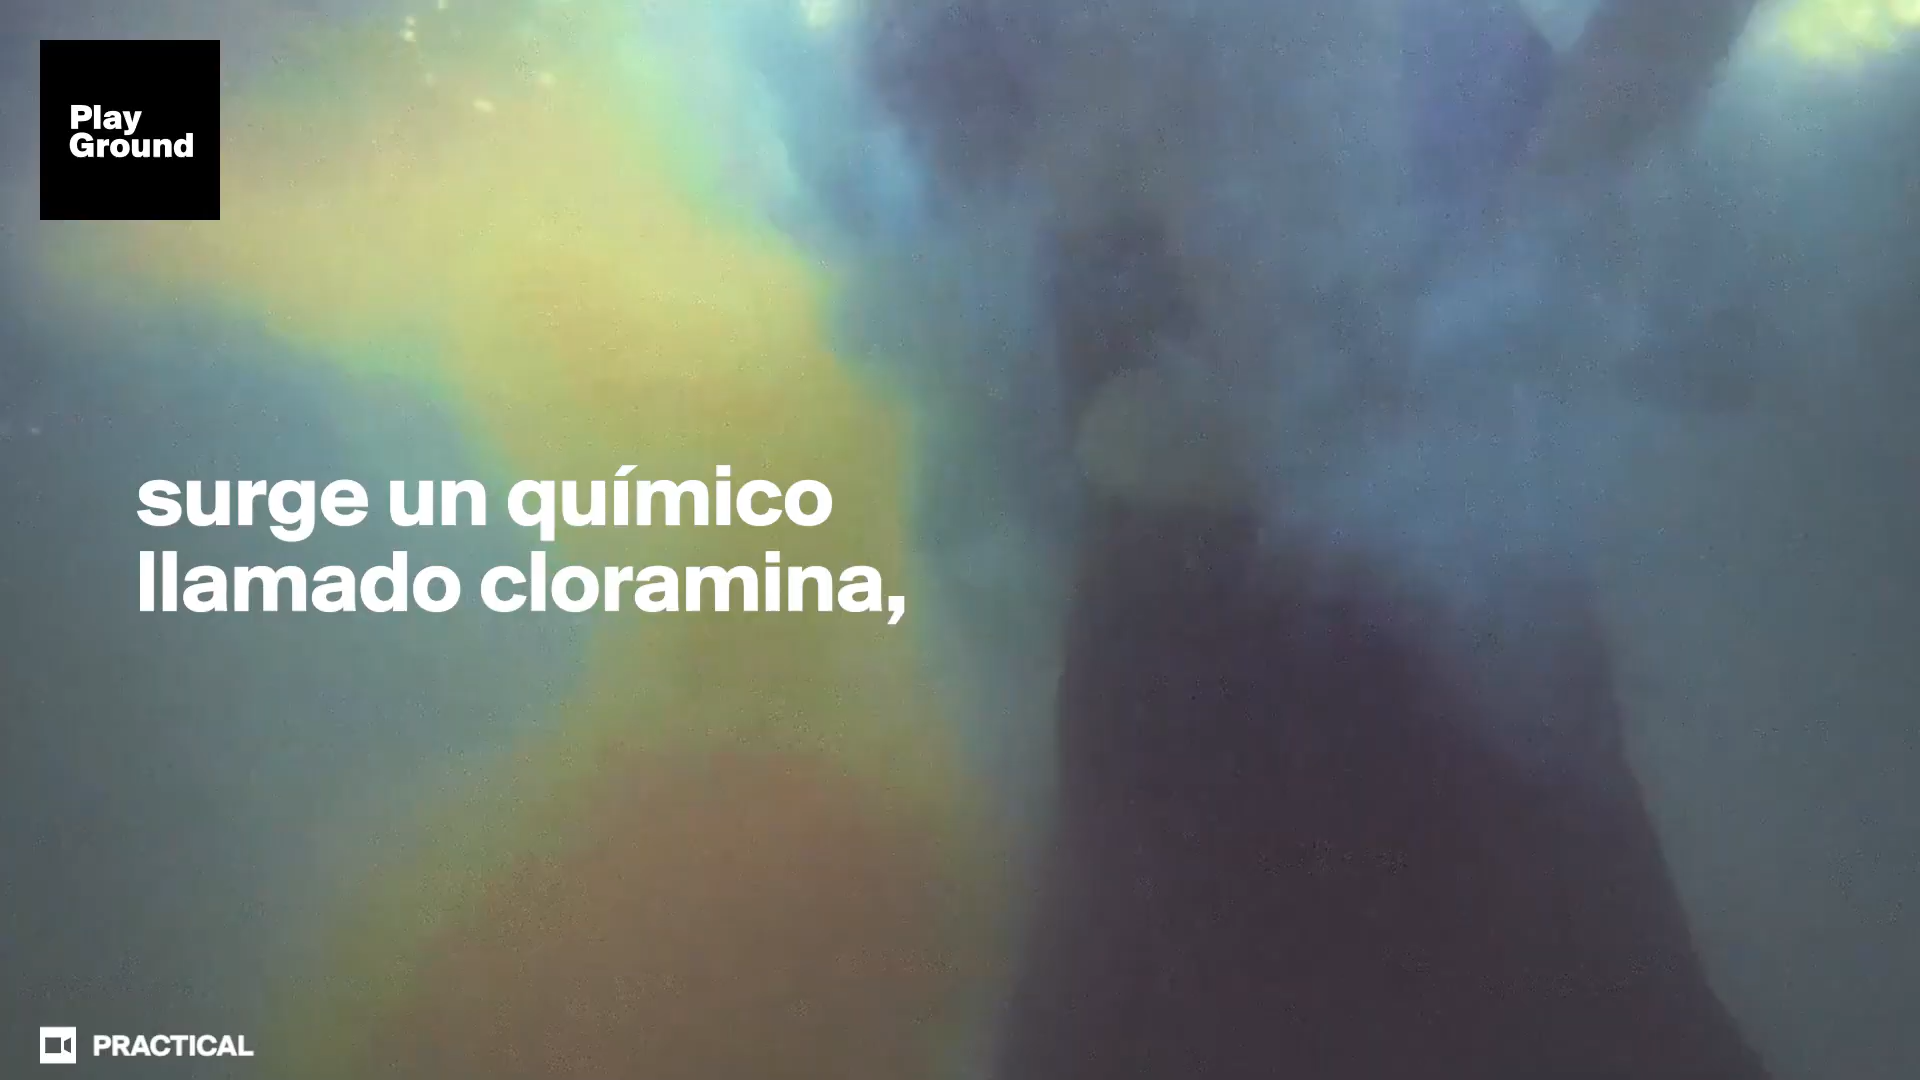 Play
Ground
surge un químico
llamado cloramina,
PRACTICAL